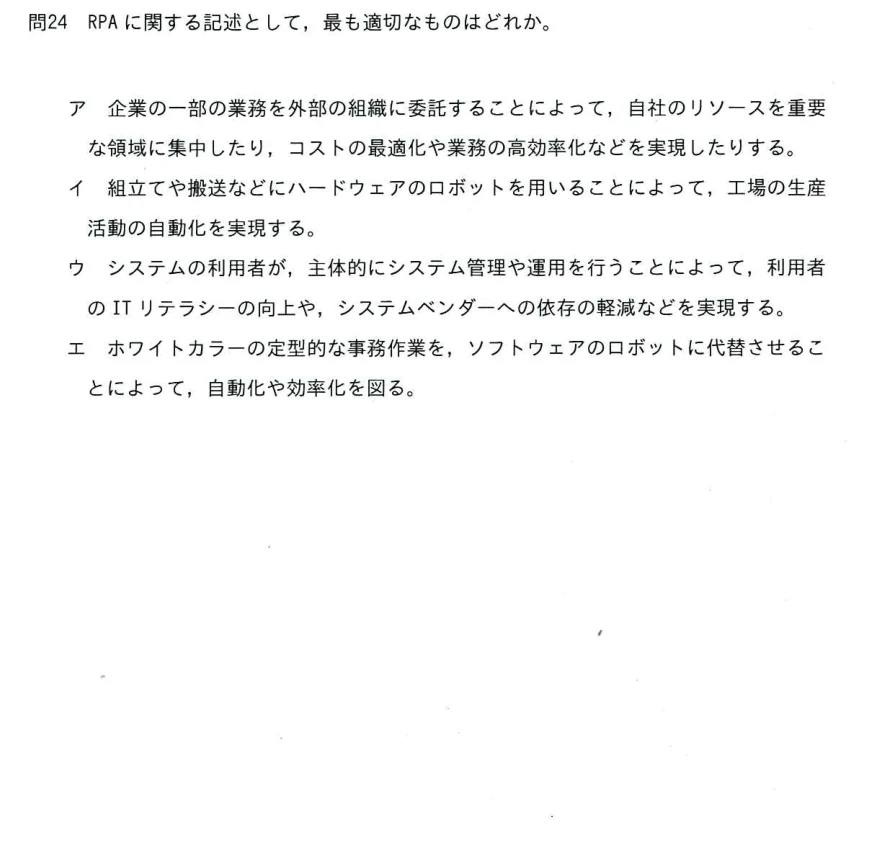 問24 RPA に関する記述として，最も適切なものはどれか。
ア 企業の一部の業務を外部の組織に委託することによって，自社のリソースを重要
な領域に集中したり，コストの最適化や業務の高効率化などを実現したりする。
イ 組立てや搬送などにハードウェアのロボットを用いることによって，工場の生産
活動の自動化を実現する。
ウ システムの利用者が，主体的にシステム管理や運用を行うことによって，利用者
の IT リテラシーの向上や，システムベンダーへの依存の軽減などを実現する。
エ ホワイトカラーの定型的な事務作業を，ソフトウェアのロボットに代替させるこ
とによって，自動化や効率化を図る。